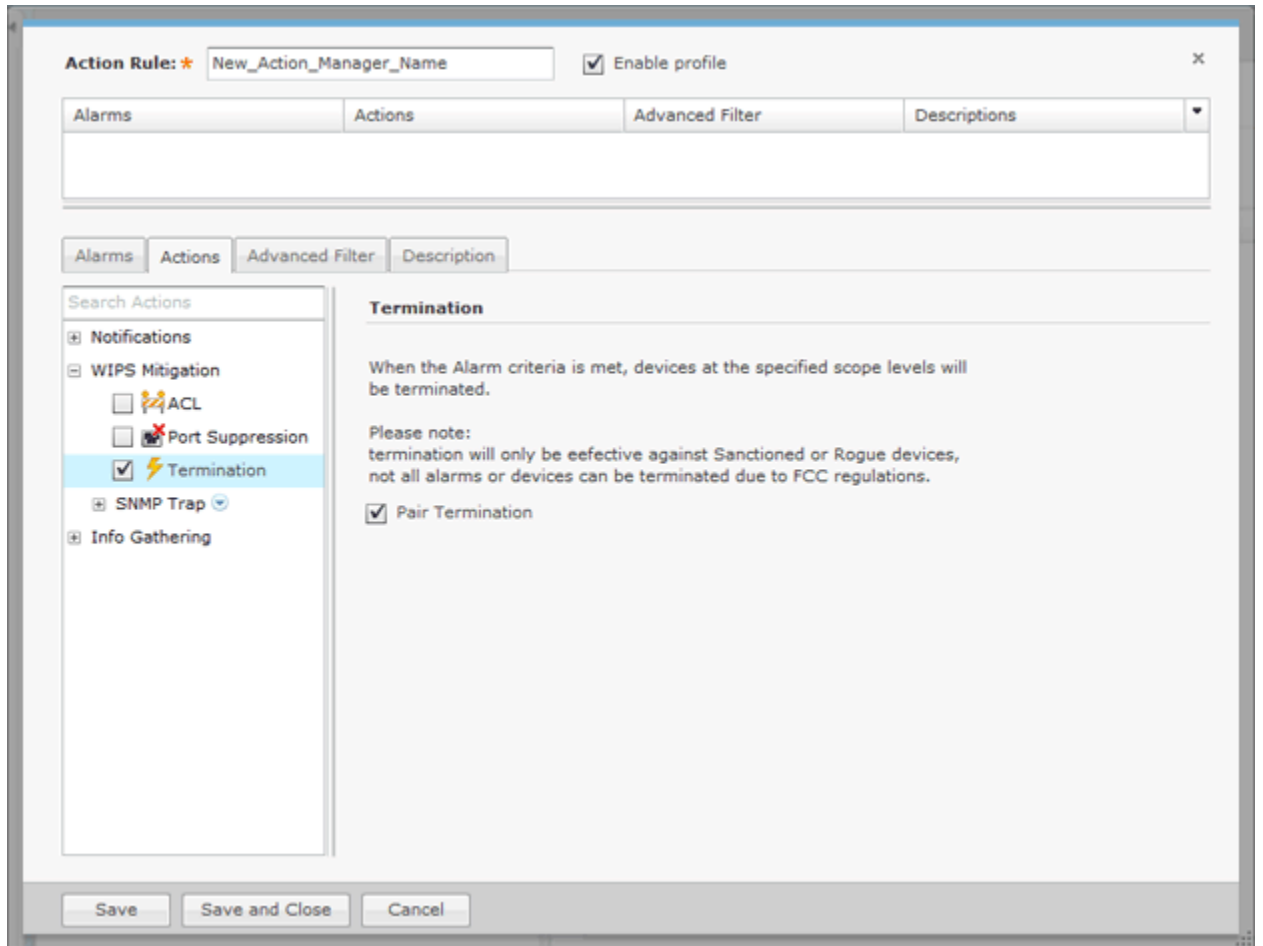 Action Rule: * New_Action_Manager_Name Enable profile
Alarms Actions Advanced Filter Descriptions
Alarms Actions Advanced Filter Description
Search Actions
Notifications
WIPS Mitigation
ACL
Port Suppression
Termination
SNMP Trap
Info Gathering
Termination
When the Alarm criteria is met, devices at the specified scope levels will
be terminated.
Please note:
termination will only be eefective against Sanctioned or Rogue devices,
not all alarms or devices can be terminated due to FCC regulations.
Pair Termination
Save Save and Close Cancel